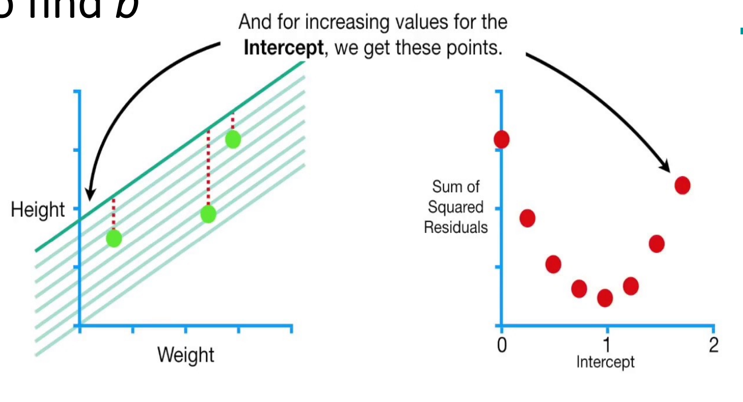 o find b
And for increasing values for the
Intercept, we get these points.
Height
Weight
Sum of
Squared
Residuals
0
1
2
Intercept